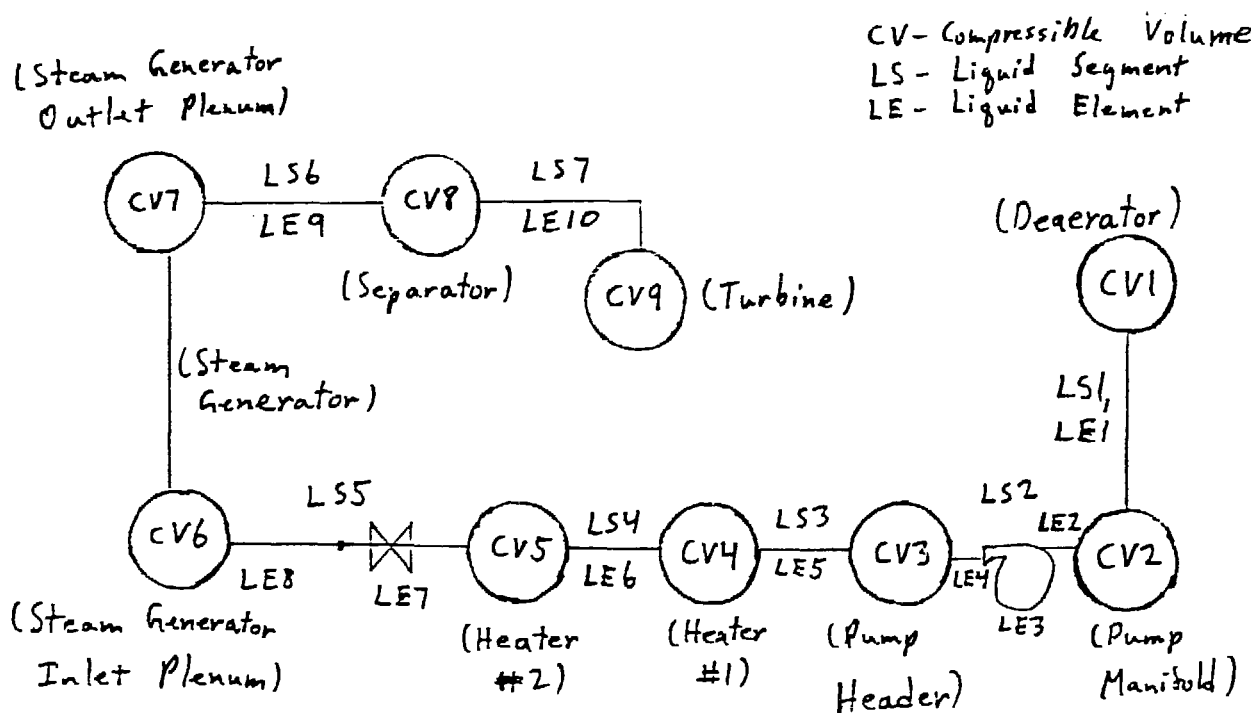 CV- Compressible Volume
LS - Liquid Segment
LE - Liquid Element
(Steam Generator
Outlet Plenum)
CV7
LS6
LE9
CV8
(Separator)
LS7
LE10
CV9
(Turbine)
(Deaerator)
CV1
LS1,
LE1
(Steam
Generator)
CV6
LS5
LE8
LE7
CV5
LS4
LE6
CV4
LS3
LE5
CV3
LS2
LE2
LE4
LE3
CV2
(Steam Generator
Inlet Plenum)
(Heater
#2)
(Heater
#1)
(Pump
Header)
(Pump
Manifold)